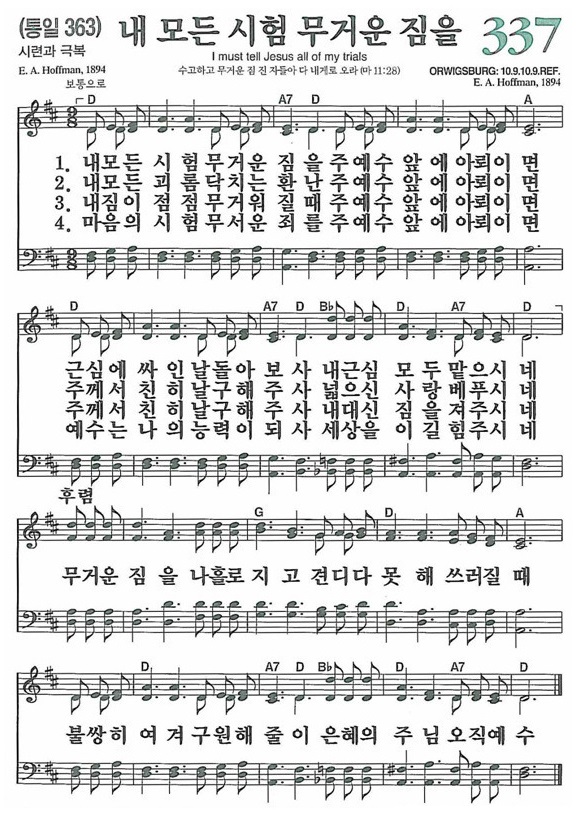 (통일 363) 내 모든 시험 무거운 짐을 337
시련과 극복 I must tell Jesus all of my trials
E. A. Hoffman, 1894 수고하고 무거운 짐 진 자들아 다 내게로 오라 (마 11:28) ORWIGSBURG: 10.9.10.9.REF.
보통으로 E. A. Hoffman, 1894
D A7 D A
9/8
1. 내모든 시 험 무거운 짐 을 주 예수 앞 에 아뢰이 면
2. 내모든 괴 롬 닥치는 환 난 주 예수 앞 에 아뢰이 면
3. 내짐이 점 점 무거워 질 때 주 예수 앞 에 아뢰이 면
4. 마음의 시 험 무서운 죄 를 주 예수 앞 에 아뢰이 면
9/8
D A7 D B♭ D A7 D
근심에 싸 인 날돌아 보 사 내근심 모 두 맡으시 네
주께서 친 히 날구해 주 사 넓으신 사 랑 베푸시 네
주께서 친 히 날구해 주 사 내대신 짐 을 져주시 네
예수는 나 의 능력이 되 사 세상을 이 길 힘주시 네
후렴
G D A
무거운 짐 을 나홀로 지 고 견디다 못 해 쓰러질 때
D A7 D B♭ D A7 D
불쌍히 여 겨 구원해 줄 이 은혜의 주 님 오직예 수